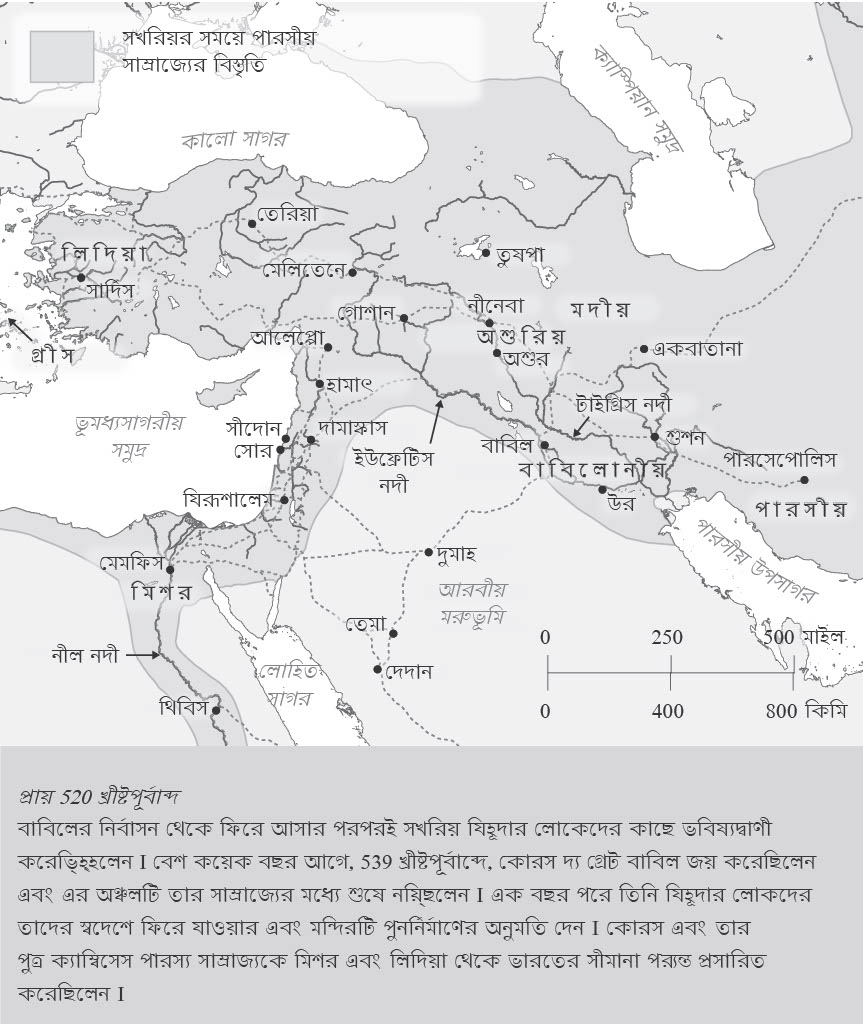 সখরিয়র সময়ে পারসীয়
সাম্রাজ্যের বিস্তৃতি
ক্যাস্পিয়ান সমুদ্র
কালো সাগর
তেরিয়া
লিদিয়া
সার্দিস
তুষপা
মেলিতেনে
গোশান
নীনেবা
মদীয়
অশুরিয়
অশুর
আলেপ্পো
একবাতানা
গ্রীস
হামাৎ
টাইগ্রিস নদী
ভূমধ্যসাগরীয়
সমুদ্র
সীদোন
সোর
দামাস্কাস
ইউফ্রেটিস
নদী
বাবিল
শুশন
বাবিলোনীয়
পারসেপোলিস
যিরূশালেম
উর
পারসীয়
পারসীয় উপসাগর
মেমফিস
মিশর
দুমাহ
আরবীয়
মরুভূমি
তেমা
দেদান
নীল নদী
লোহিত
সাগর
থিবিস
0 250 500 মাইল
0 400 800 কিমি
প্রায় 520 খ্রীষ্টপূর্বাব্দ
বাবিলের নির্বাসন থেকে ফিরে আসার পরপরই সখরিয় যিহূদার লোকেদের কাছে ভবিষ্যদ্বাণী
করেছিলেন I বেশ কয়েক বছর আগে, 539 খ্রীষ্টপূর্বাব্দে, কোরস দ্য গ্রেট বাবিল জয় করেছিলেন
এবং এর অঞ্চলটি তার সাম্রাজ্যের মধ্যে শুষে নিয়েছিলেন I এক বছর পরে তিনি যিহূদার লোকদের
তাদের স্বদেশে ফিরে যাওয়ার এবং মন্দিরটি পুনর্নির্মাণের অনুমতি দেন I কোরস এবং তার
পুত্র ক্যাম্বিসেস পারস্য সাম্রাজ্যকে মিশর এবং লিদিয়া থেকে ভারতের সীমানা পর্যন্ত প্রসারিত
করেছিলেন I